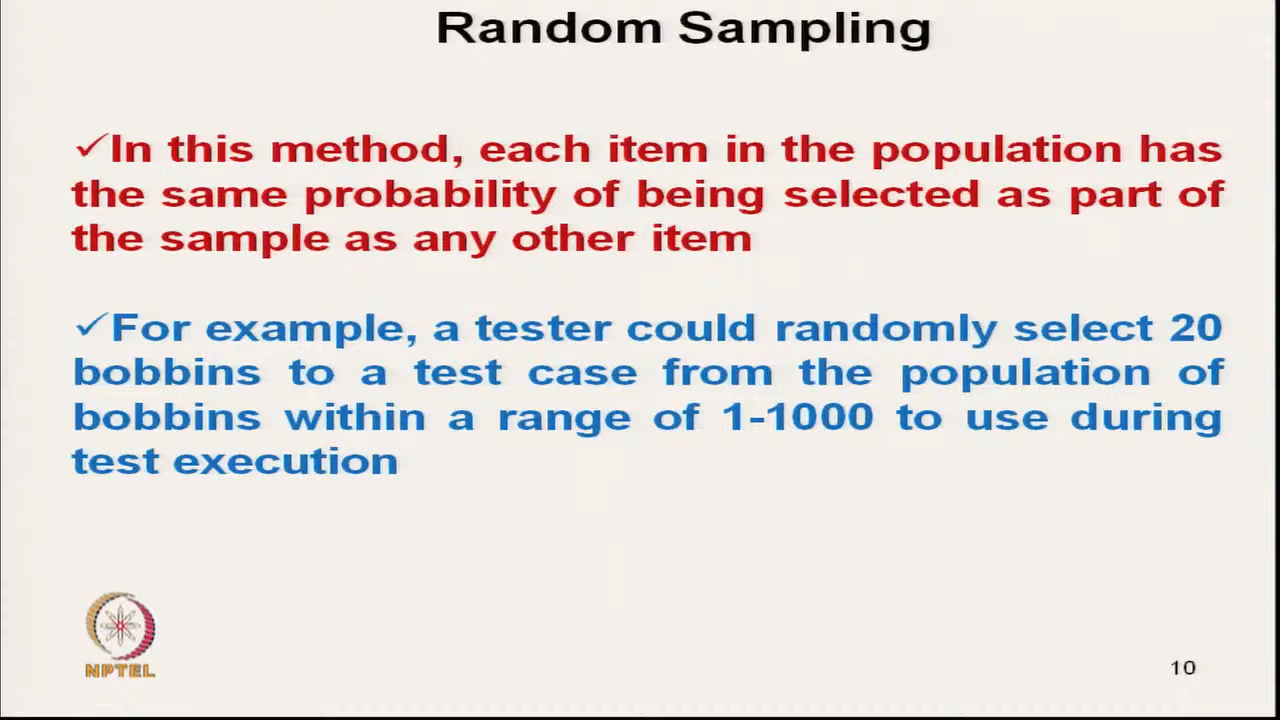 Random Sampling
✓In this method, each item in the population has
the same probability of being selected as part of
the sample as any other item
✓For example, a tester could randomly select 20
bobbins to a test case from the population of
bobbins within a range of 1-1000 to use during
test execution
NPTEL
10